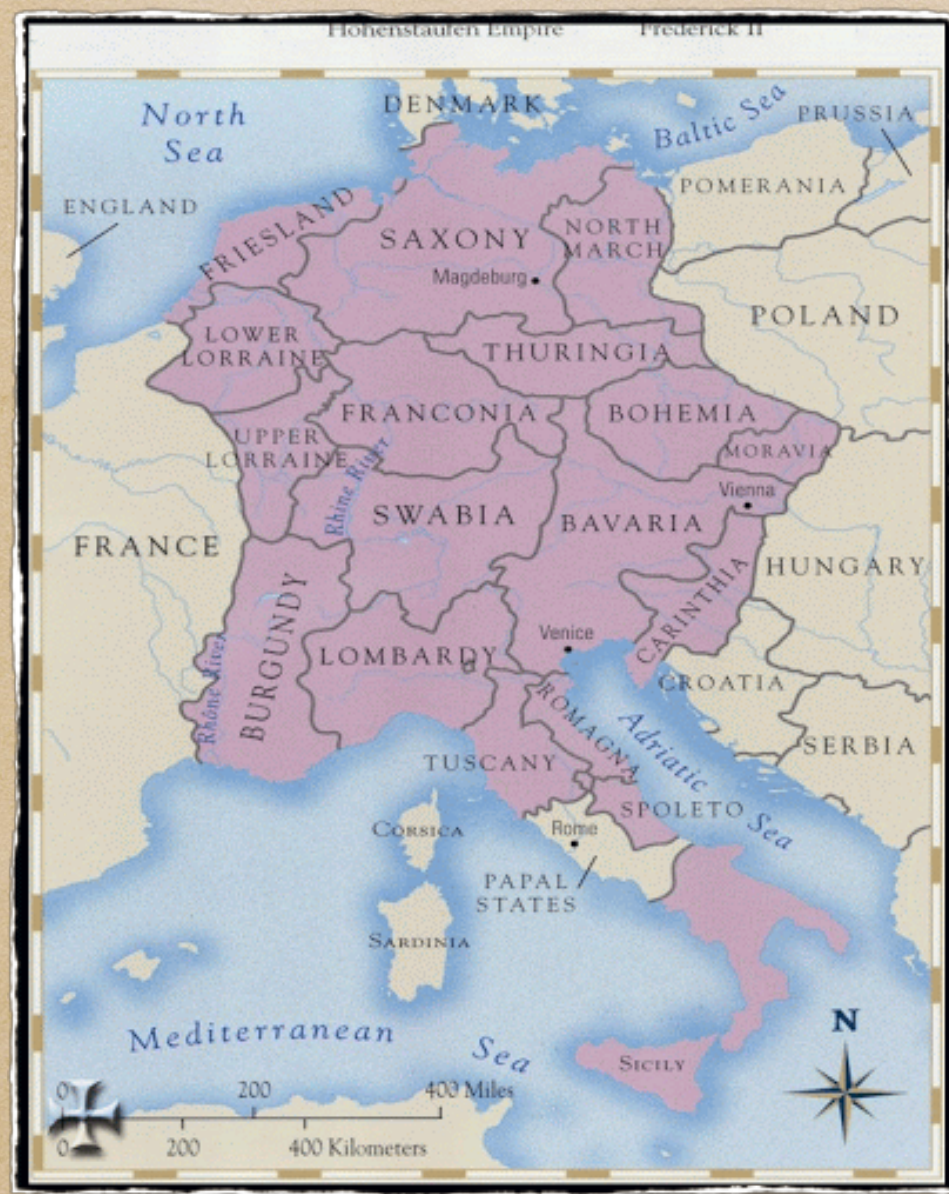 Hohenstaufen Empire Frederick II
DENMARK
North
Sea
Baltic Sea
PRUSSIA
ENGLAND
POMERANIA
FRIESLAND
SAXONY
NORTH
MARCH
Magdeburg
POLAND
LOWER
LORRAINE
THURINGIA
FRANCONIA
BOHEMIA
UPPER
LORRAINE
MORAVIA
Rhine River
Vienna
SWABIA
BAVARIA
FRANCE
HUNGARY
CARINTHIA
BURGUNDY
Venice
LOMBARDY
Rhône River
CROATIA
ROMAGNA
Adriatic Sea
SERBIA
TUSCANY
SPOLETO
CORSICA
Rome
PAPAL
STATES
SARDINIA
Mediterranean Sea
N
SICILY
0 200 400 Miles
0 200 400 Kilometers